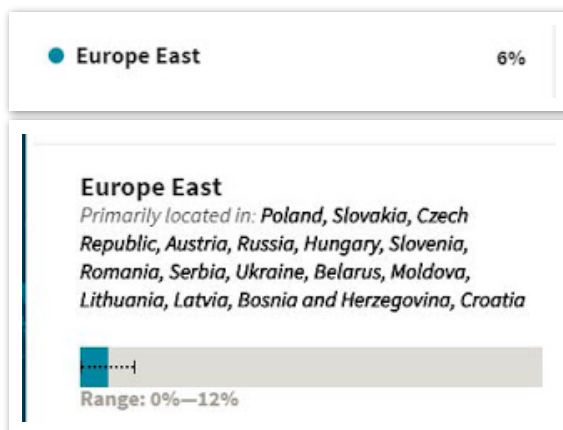 Europe East 6%
Europe East
Primarily located in: Poland, Slovakia, Czech
Republic, Austria, Russia, Hungary, Slovenia,
Romania, Serbia, Ukraine, Belarus, Moldova,
Lithuania, Latvia, Bosnia and Herzegovina, Croatia
Range: 0%—12%